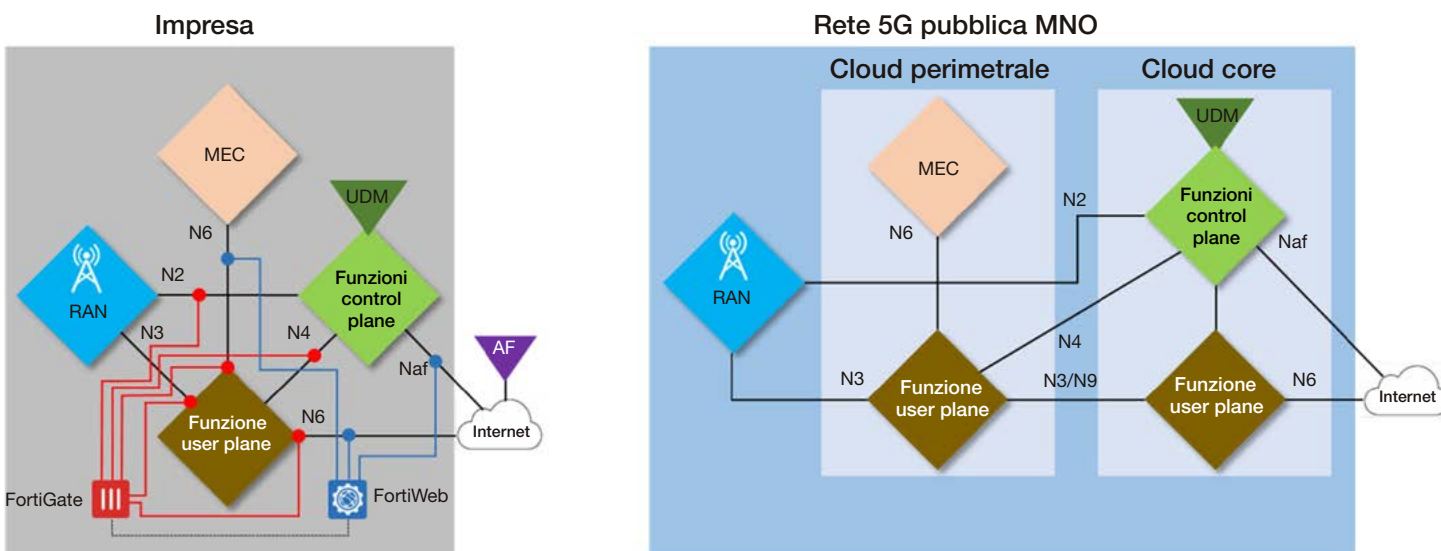 Impresa
MEC
UDM
N6
RAN
N2
Funzioni
control
plane
N3
N4
Naf
AF
Funzione
user plane
N6
Internet
FortiGate
FortiWeb
Rete 5G pubblica MNO
Cloud perimetrale
Cloud core
UDM
MEC
Funzioni
control
plane
N2
N6
Naf
RAN
N4
N3
Funzione
user plane
N3/N9
Funzione
user plane
N6
Internet